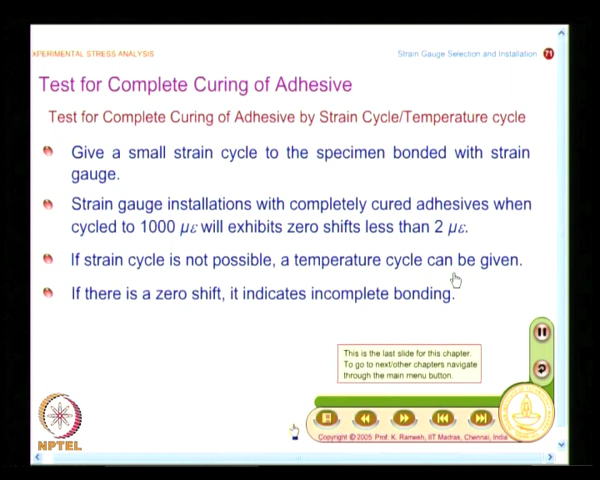 XPERIMENTAL STRESS ANALYSIS
Strain Gauge Selection and Installation 71
Test for Complete Curing of Adhesive
Test for Complete Curing of Adhesive by Strain Cycle/Temperature cycle
Give a small strain cycle to the specimen bonded with strain
gauge.
Strain gauge installations with completely cured adhesives when
cycled to 1000 με will exhibits zero shifts less than 2 με.
If strain cycle is not possible, a temperature cycle can be given.
If there is a zero shift, it indicates incomplete bonding.
This is the last slide for this chapter.
To go to next/other chapters navigate
through the main menu button.
NPTEL
Copyright © 2005 Prof. K. Ramesh, IIT Madras, Chennai, India